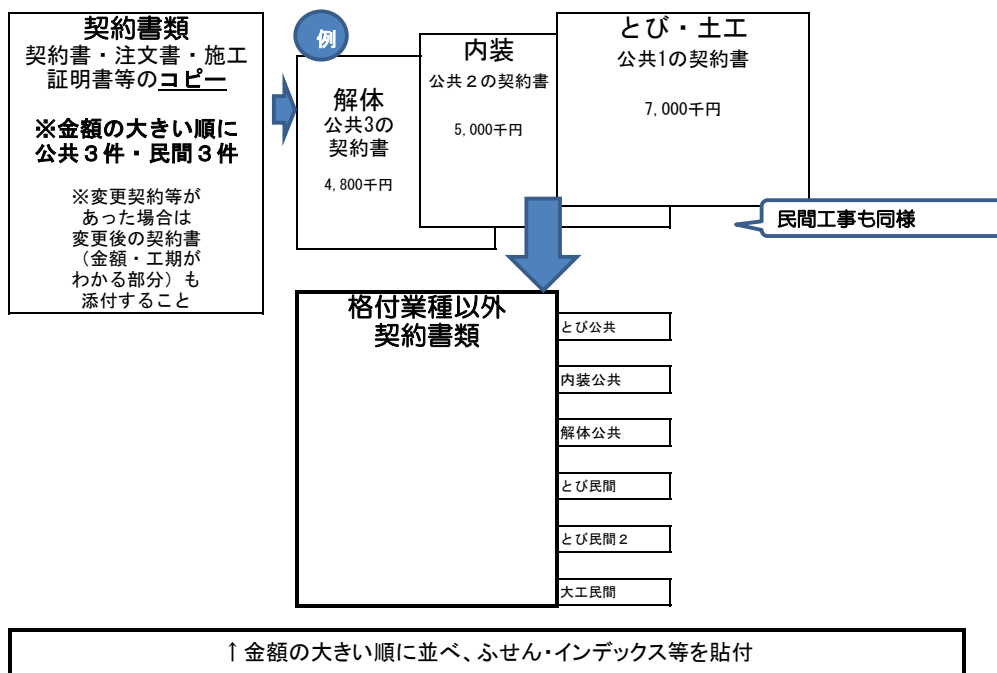 契約書類
契約書・注文書・施工
証明書等のコピー
※金額の大きい順に
公共３件・民間３件
※変更契約等が
あった場合は
変更後の契約書
（金額・工期が
わかる部分）も
添付すること
例
解体
公共3の
契約書
4,800千円
内装
公共２の契約書
5,000千円
とび・土工
公共1の契約書
7,000千円
民間工事も同様
格付業種以外
契約書類
とび公共
内装公共
解体公共
とび民間
とび民間２
大工民間
↑金額の大きい順に並べ、ふせん・インデックス等を貼付